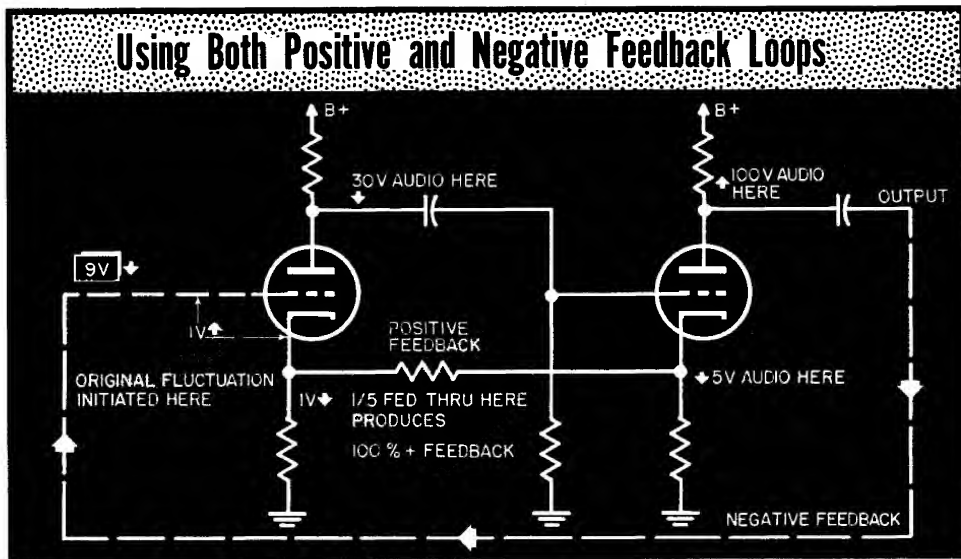 Using Both Positive and Negative Feedback Loops
B+
B+
30V AUDIO HERE
100V AUDIO
HERE
OUTPUT
9V
1V
POSITIVE
FEEDBACK
ORIGINAL FLUCTUATION
INITIATED HERE
5V AUDIO HERE
1V
1/5 FED THRU HERE
PRODUCES
100% + FEEDBACK
NEGATIVE FEEDBACK